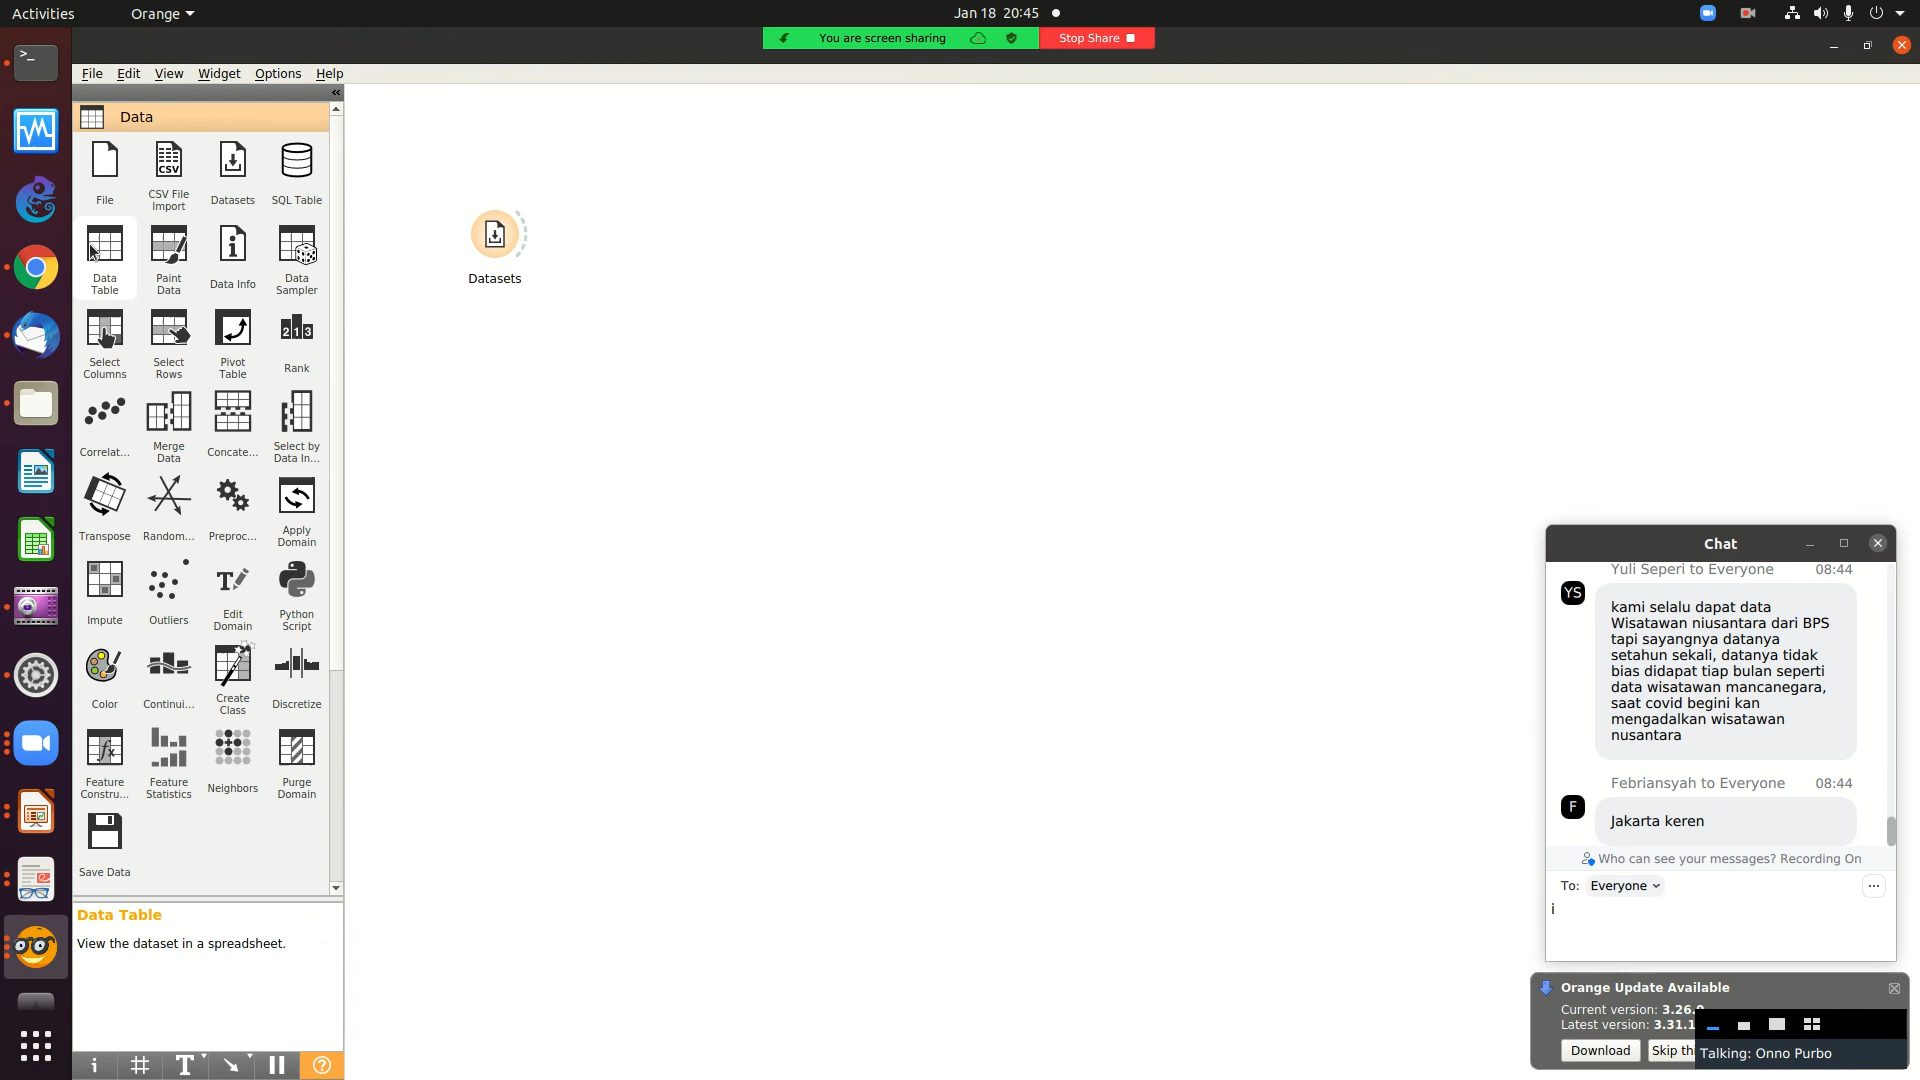 Activities
Orange
Jan 18 20:45
You are screen sharing
Stop Share
File Edit View Widget Options Help
Data
File
CSV File
Import
Datasets
SQL Table
Data
Table
Paint
Data
Data Info
Data
Sampler
Select
Columns
Select
Rows
Pivot
Table
Rank
Correlat...
Merge
Data
Concate...
Select by
Data In...
Transpose
Random...
Preproc...
Apply
Domain
Impute
Outliers
Edit
Domain
Python
Script
Color
Continui...
Create
Class
Discretize
Feature
Constru...
Feature
Statistics
Neighbors
Purge
Domain
Save Data
Data Table
View the dataset in a spreadsheet.
Datasets
Chat
Yuli Seperi to Everyone 08:44
YS
kami selalu dapat data
Wisatawan niusantara dari BPS
tapi sayangnya datanya
setahun sekali, datanya tidak
bias didapat tiap bulan seperti
data wisatawan mancanegara,
saat covid begini kan
mengadalkan wisatawan
nusantara
Febriansyah to Everyone 08:44
F
Jakarta keren
Who can see your messages? Recording On
To: Everyone
i
Orange Update Available
Current version: 3.26.
Latest version: 3.31.1
Download
Skip
Talking: Onno Purbo